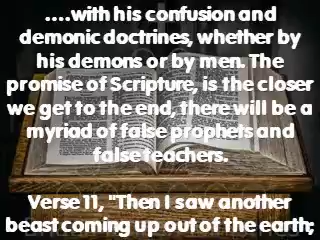 ....with his confusion and
demonic doctrines, whether by
his demons or by men. The
promise of Scripture, is the closer
we get to the end, there will be a
myriad of false prophets and
false teachers.
Verse 11, "Then I saw another
beast coming up out of the earth;